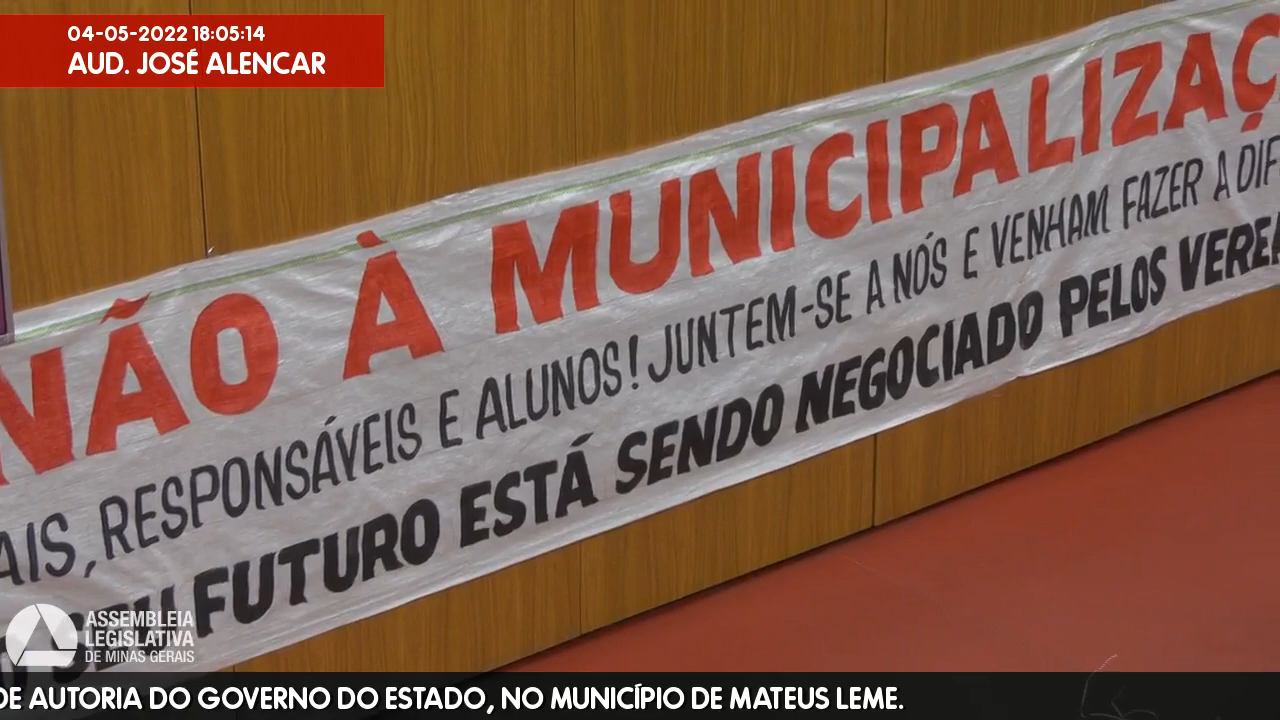 04-05-2022 18:05:14
AUD. JOSÉ ALENCAR
NÃO À MUNICIPALIZAÇ
AIS, RESPONSÁVEIS E ALUNOS! JUNTEM-SE A NÓS E VENHAM FAZER A DIF
SEU FUTURO ESTÁ SENDO NEGOCIADO PELOS VEREA
ASSEMBLEIA
LEGISLATIVA
DE MINAS GERAIS
DE AUTORIA DO GOVERNO DO ESTADO, NO MUNICÍPIO DE MATEUS LEME.